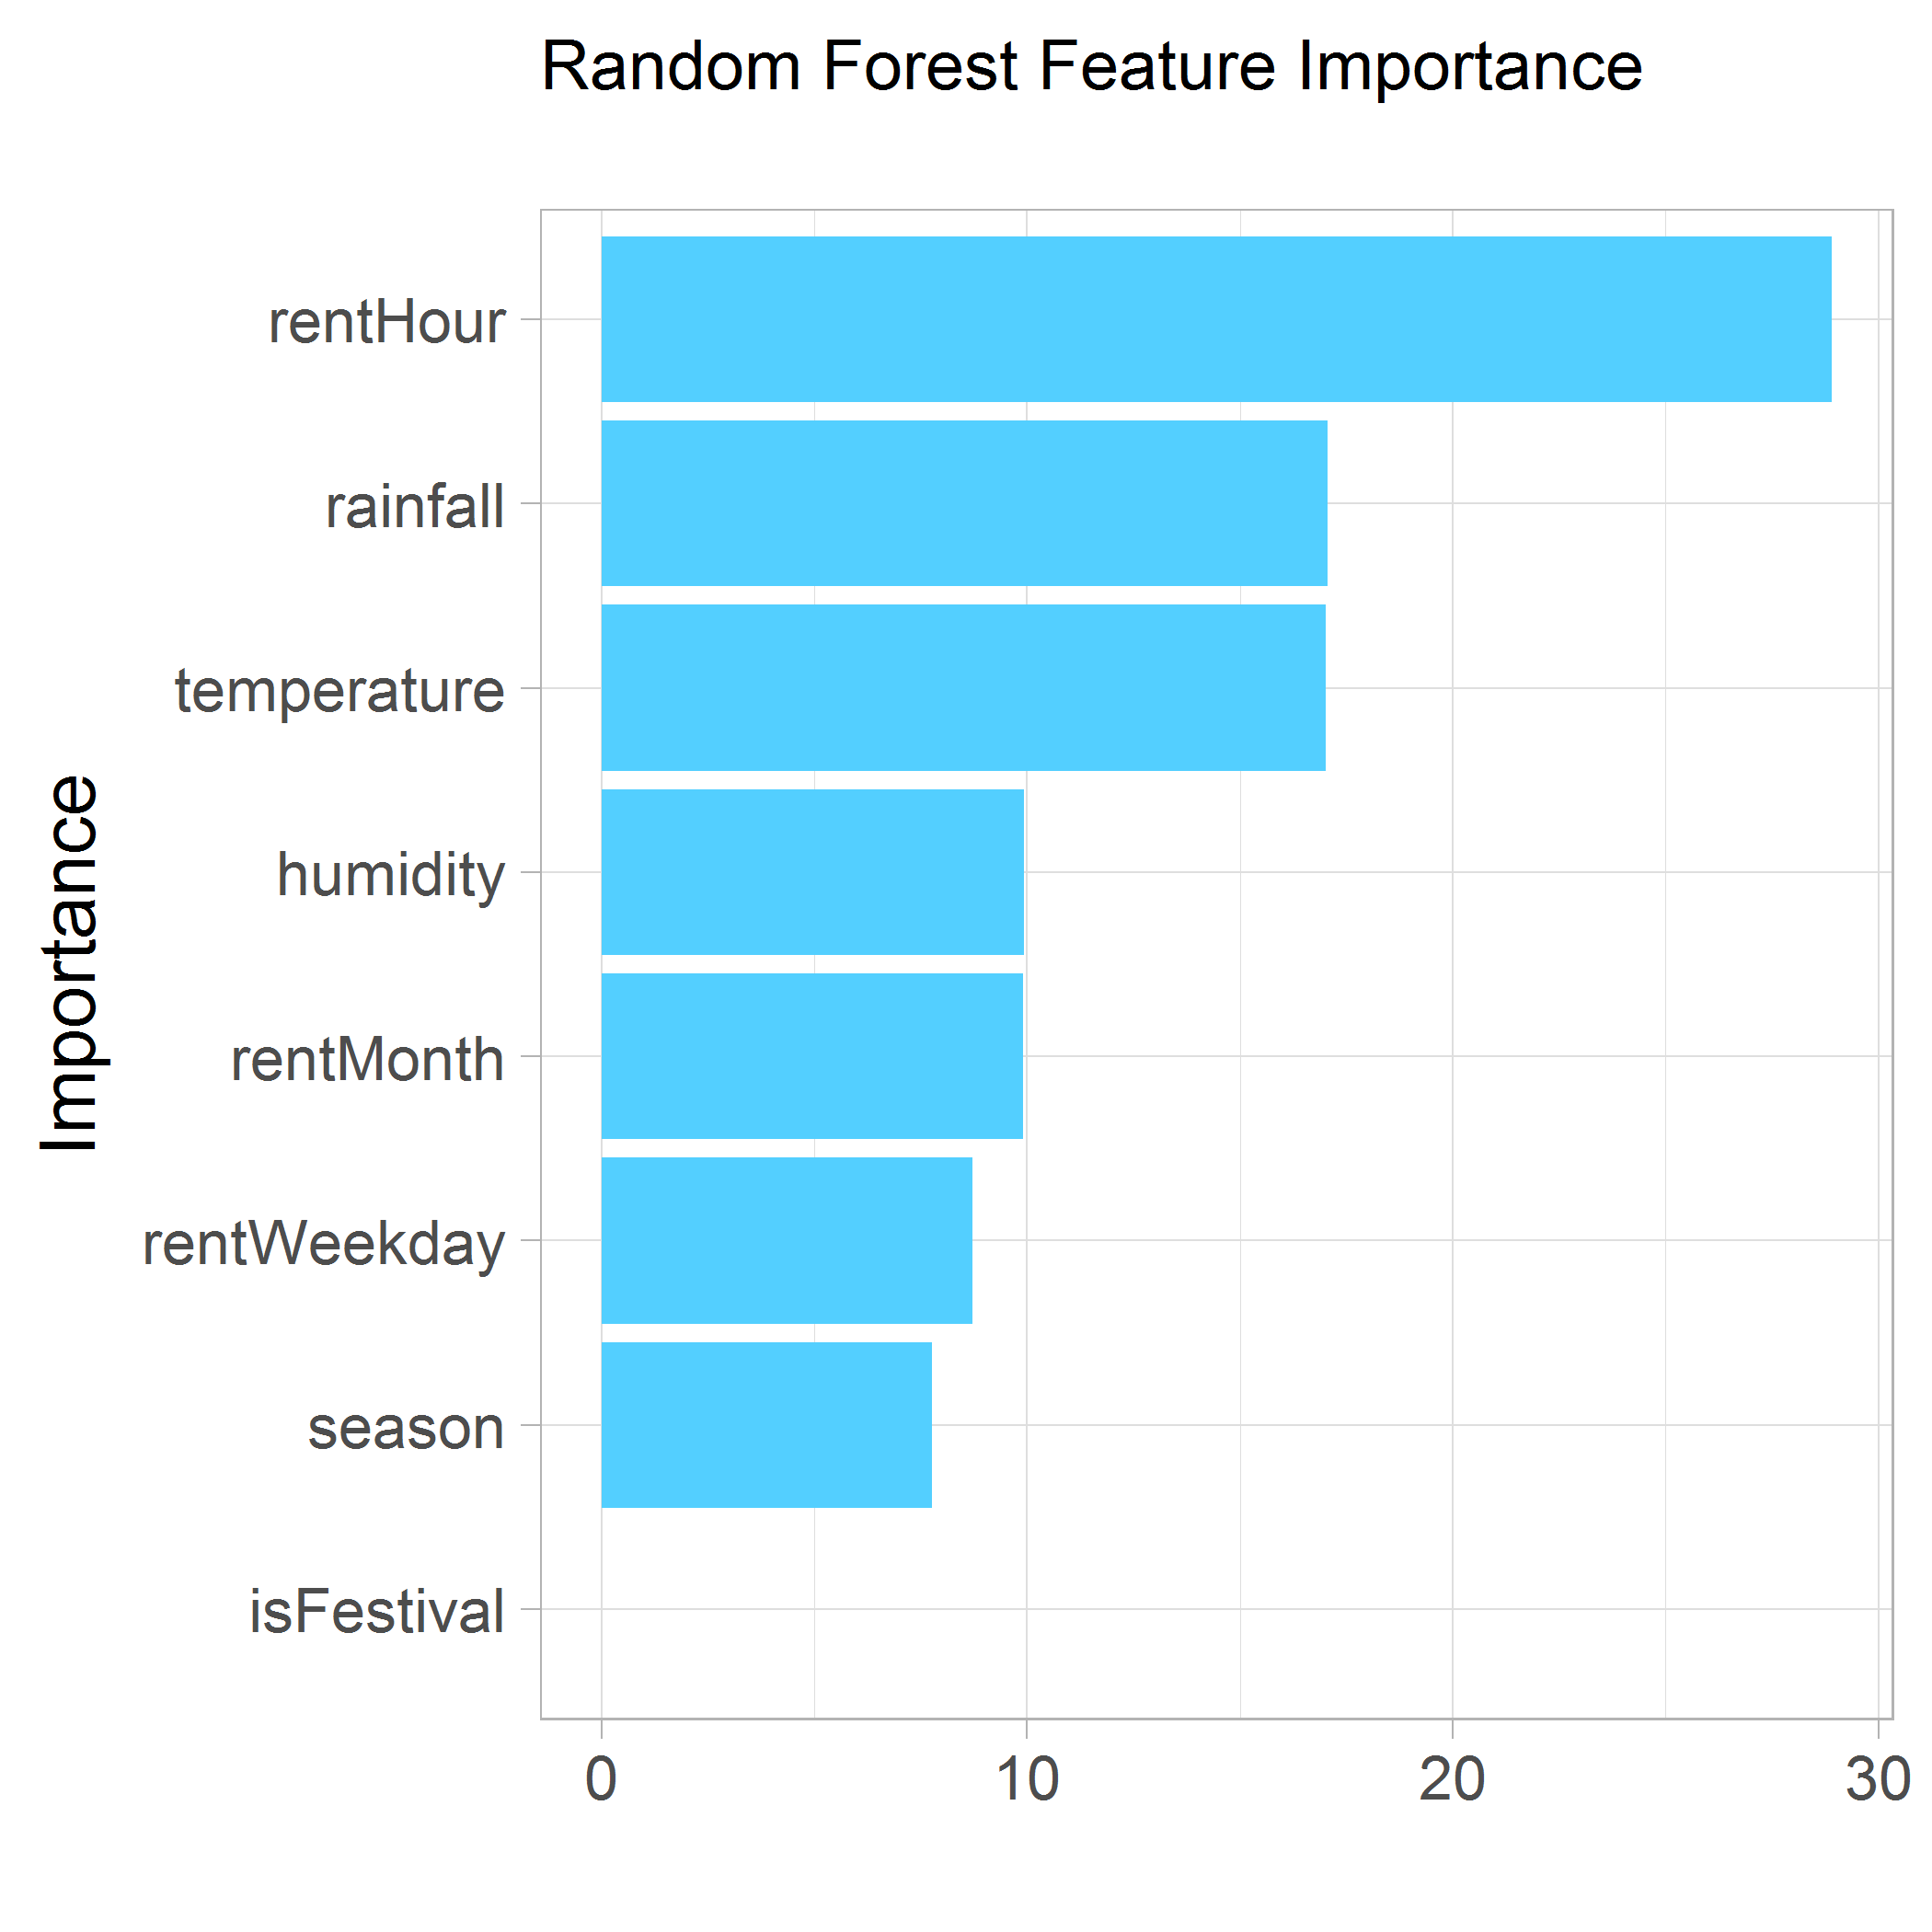 Random Forest Feature Importance
rentHour
rainfall
temperature
humidity
rentMonth
rentWeekday
season
isFestival
Importance
0 10 20 30